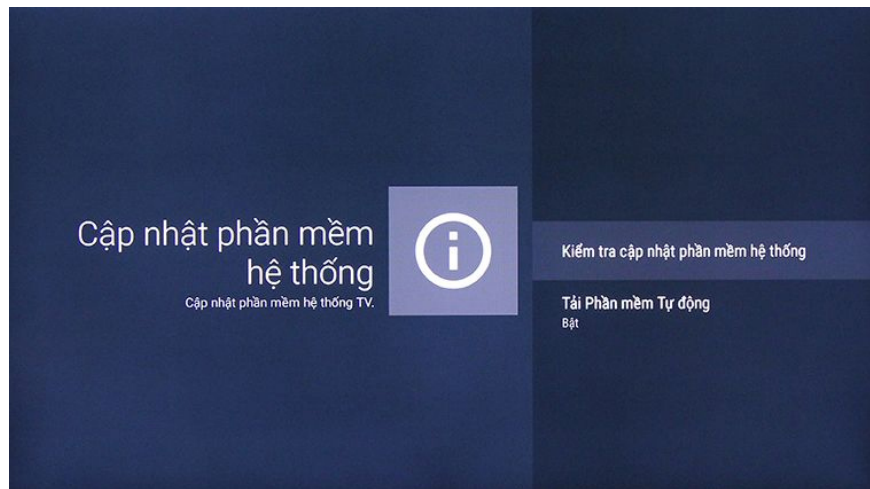 Cập nhật phần mềm
hệ thống
Cập nhật phần mềm hệ thống TV.
Kiểm tra cập nhật phần mềm hệ thống
Tải Phần mềm Tự động
Bật